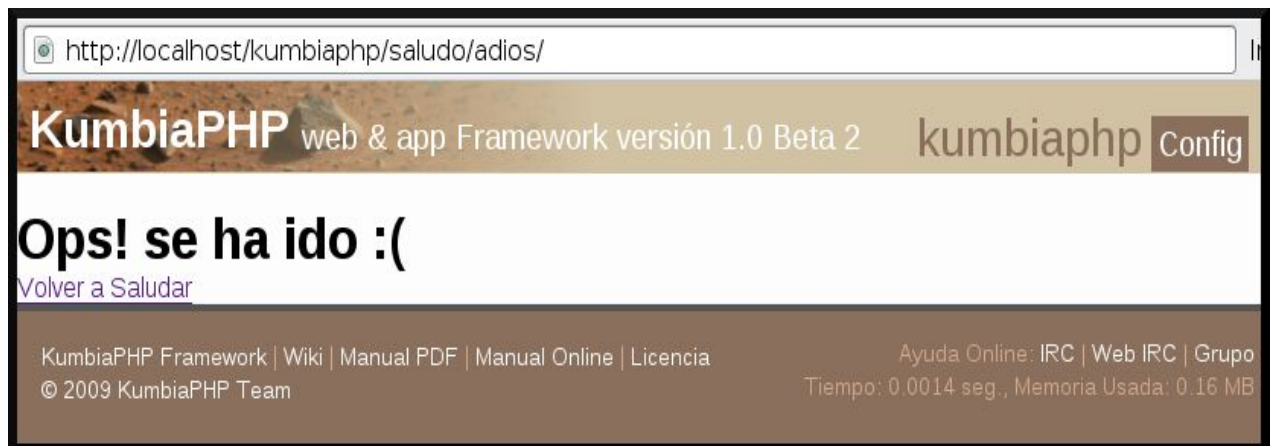 http://localhost/kumbiaphp/saludo/adios/
KumbiaPHP web & app Framework versión 1.0 Beta 2 kumbiaphp Config
Ops! se ha ido :(
Volver a Saludar
KumbiaPHP Framework | Wiki | Manual PDF | Manual Online | Licencia
© 2009 KumbiaPHP Team
Ayuda Online: IRC | Web IRC | Grupo
Tiempo: 0.0014 seg., Memoria Usada: 0.16 MB